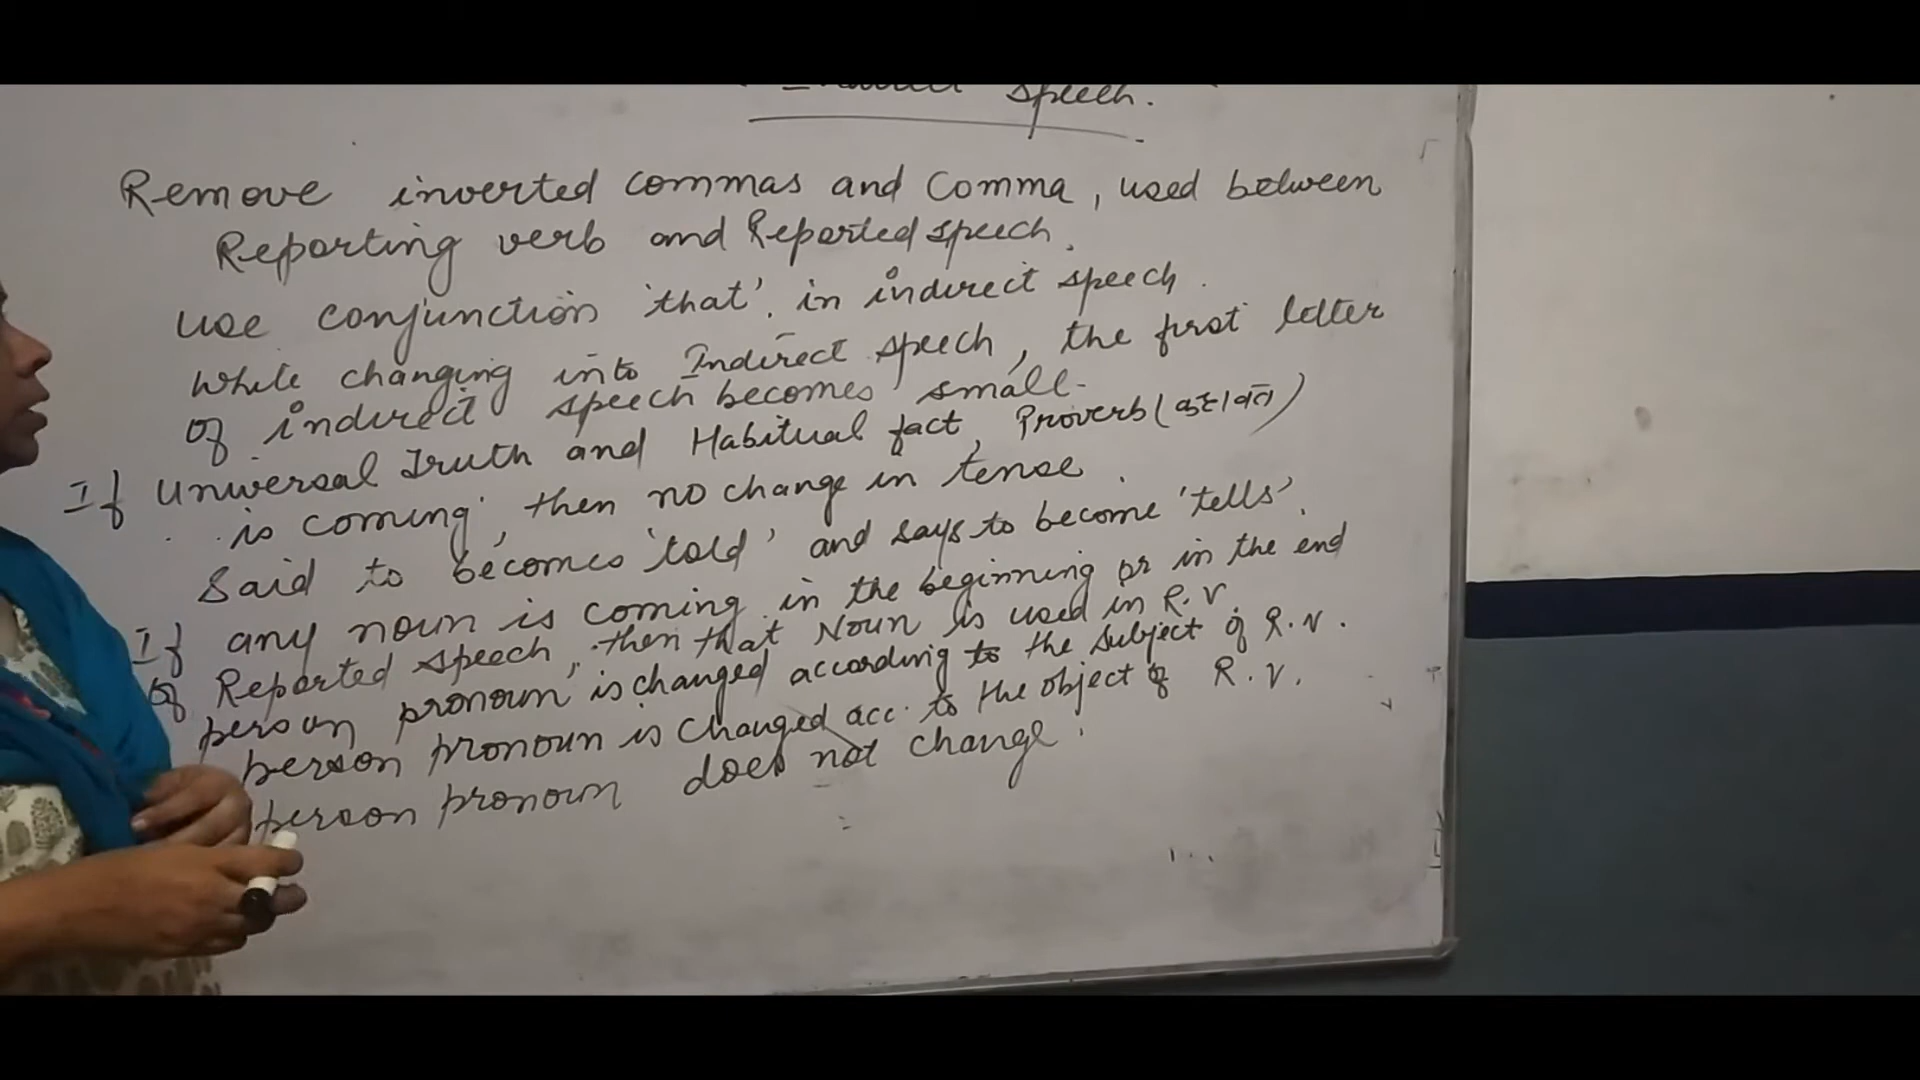 Indirect speech.
Remove inverted commas and Comma, used between
Reporting verb and Reported speech.
use conjunction 'that'. in indirect speech.
While changing into Indirect speech, the first letter
of indirect speech becomes small.
If Universal Truth and Habitual fact, Proverb (कहावत)
is coming, then no change in tense.
Said to becomes 'told' and says to become 'tells'.
If any noun is coming in the beginning or in the end
of Reported speech, then that Noun is used in R.V.
person pronoun is changed according to the subject of R.V.
person pronoun is changed acc. to the object of R.V.
person pronoun does not change.